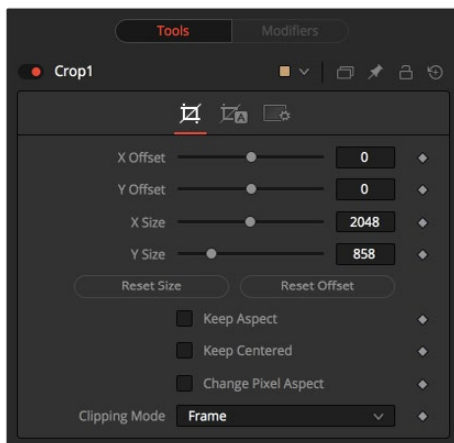 Tools Modifiers
Crop1
A
X Offset 0
Y Offset 0
X Size 2048
Y Size 858
Reset Size Reset Offset
Keep Aspect
Keep Centered
Change Pixel Aspect
Clipping Mode Frame